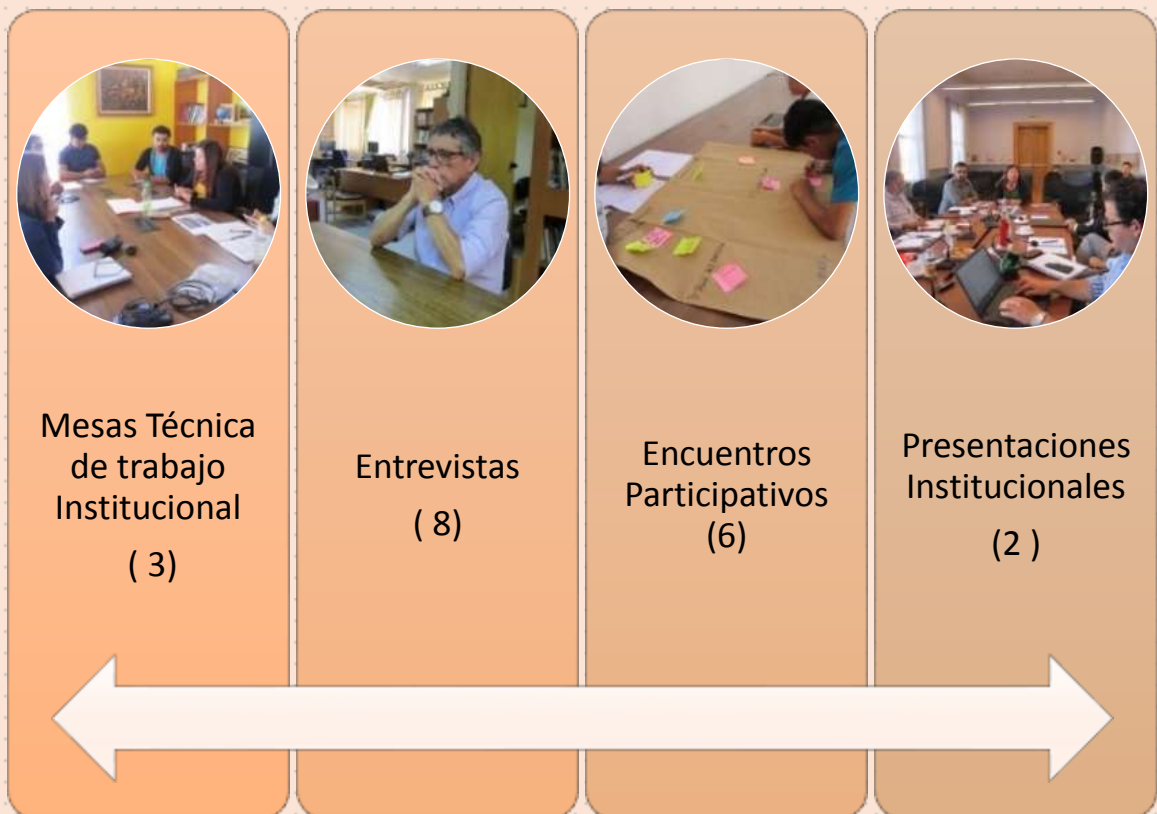 Mesas Técnica
de trabajo
Institucional
( 3)
Entrevistas
( 8)
Encuentros
Participativos
(6)
Presentaciones
Institucionales
(2 )